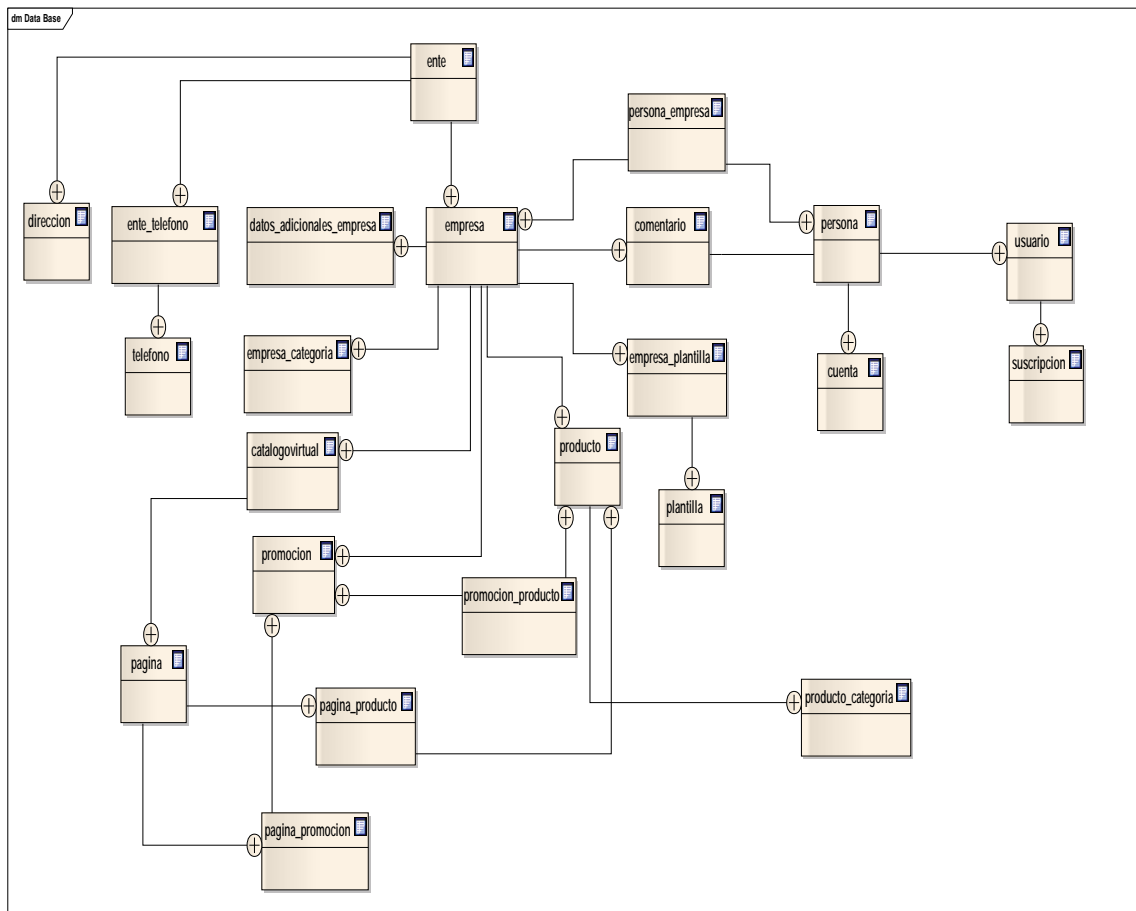 dm Data Base
ente
persona_empresa
direccion
ente_telefono
datos_adicionales_empresa
empresa
comentario
persona
usuario
telefono
empresa_categoria
empresa_plantilla
cuenta
suscripcion
catalogovirtual
producto
plantilla
promocion
promocion_producto
pagina
pagina_producto
producto_categoria
pagina_promocion